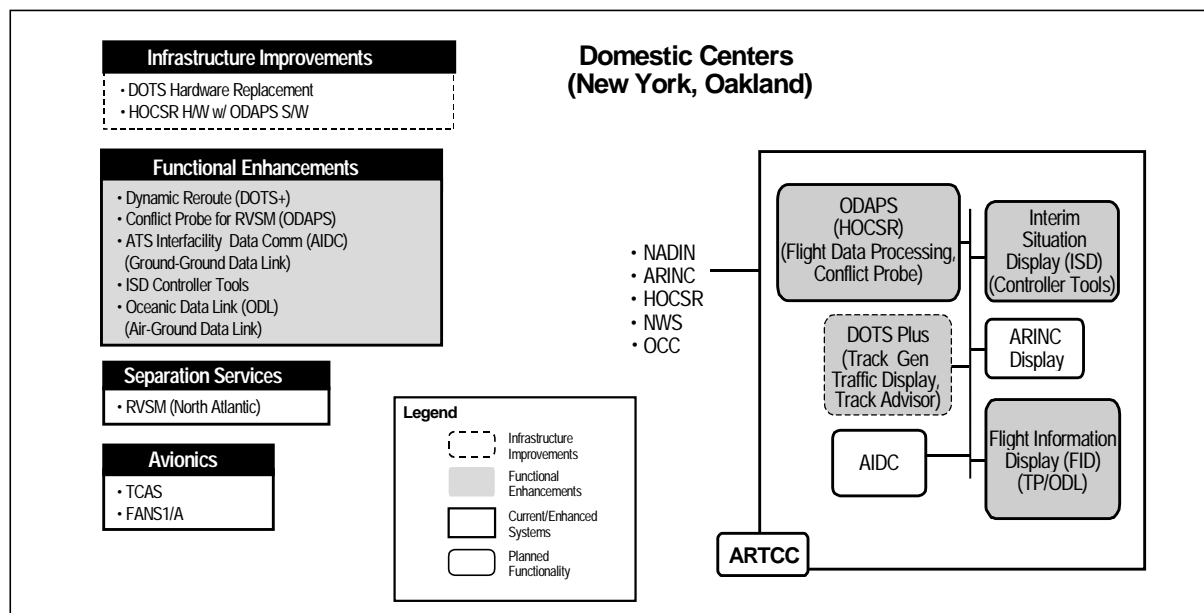 Infrastructure Improvements
• DOTS Hardware Replacement
• HOCSR H/W w/ ODAPS S/W
Functional Enhancements
• Dynamic Reroute (DOTS+)
• Conflict Probe for RVSM (ODAPS)
• ATS Interfacility Data Comm (AIDC)
(Ground-Ground Data Link)
• ISD Controller Tools
• Oceanic Data Link (ODL)
(Air-Ground Data Link)
Separation Services
• RVSM (North Atlantic)
Avionics
• TCAS
• FANS1/A
Legend
Infrastructure
Improvements
Functional
Enhancements
Current/Enhanced
Systems
Planned
Functionality
Domestic Centers
(New York, Oakland)
• NADIN
• ARINC
• HOCSR
• NWS
• OCC
ODAPS
(HOCSR)
(Flight Data Processing,
Conflict Probe)
Interim
Situation
Display (ISD)
(Controller Tools)
DOTS Plus
(Track Gen
Traffic Display,
Track Advisor)
ARINC
Display
AIDC
Flight Information
Display (FID)
(TP/ODL)
ARTCC